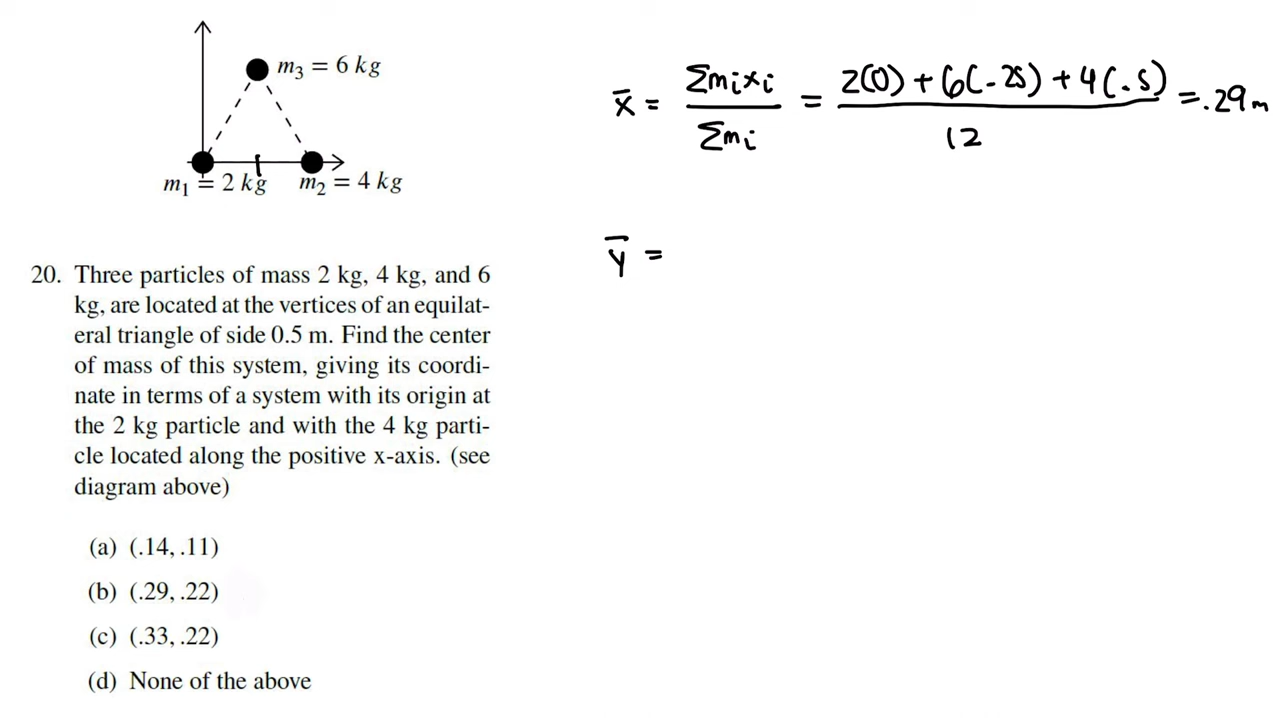 m₃ = 6 kg
m₁ = 2 kg m₂ = 4 kg
20. Three particles of mass 2 kg, 4 kg, and 6
kg, are located at the vertices of an equilat-
eral triangle of side 0.5 m. Find the center
of mass of this system, giving its coordi-
nate in terms of a system with its origin at
the 2 kg particle and with the 4 kg parti-
cle located along the positive x-axis. (see
diagram above)
(a) (.14, .11)
(b) (.29, .22)
(c) (.33, .22)
(d) None of the above
x̄ = Σmᵢxᵢ / Σmᵢ = 2(0) + 6(.25) + 4(.5) / 12 = .29 m
ȳ =